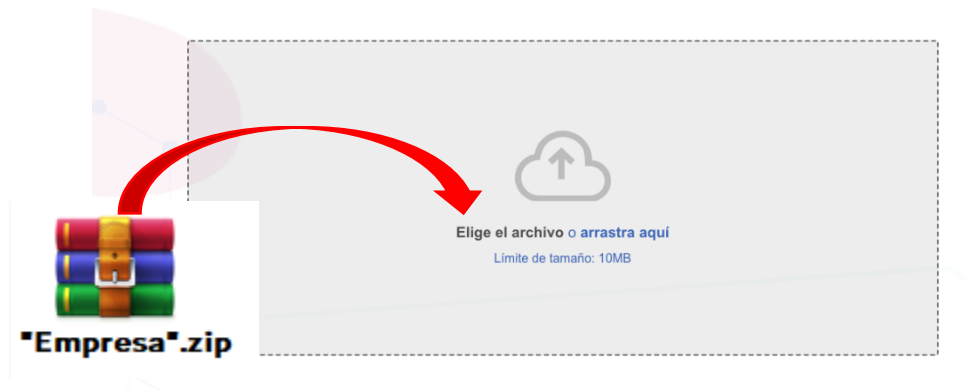 Elige el archivo o arrastra aquí
Límite de tamaño: 10MB
"Empresa".zip